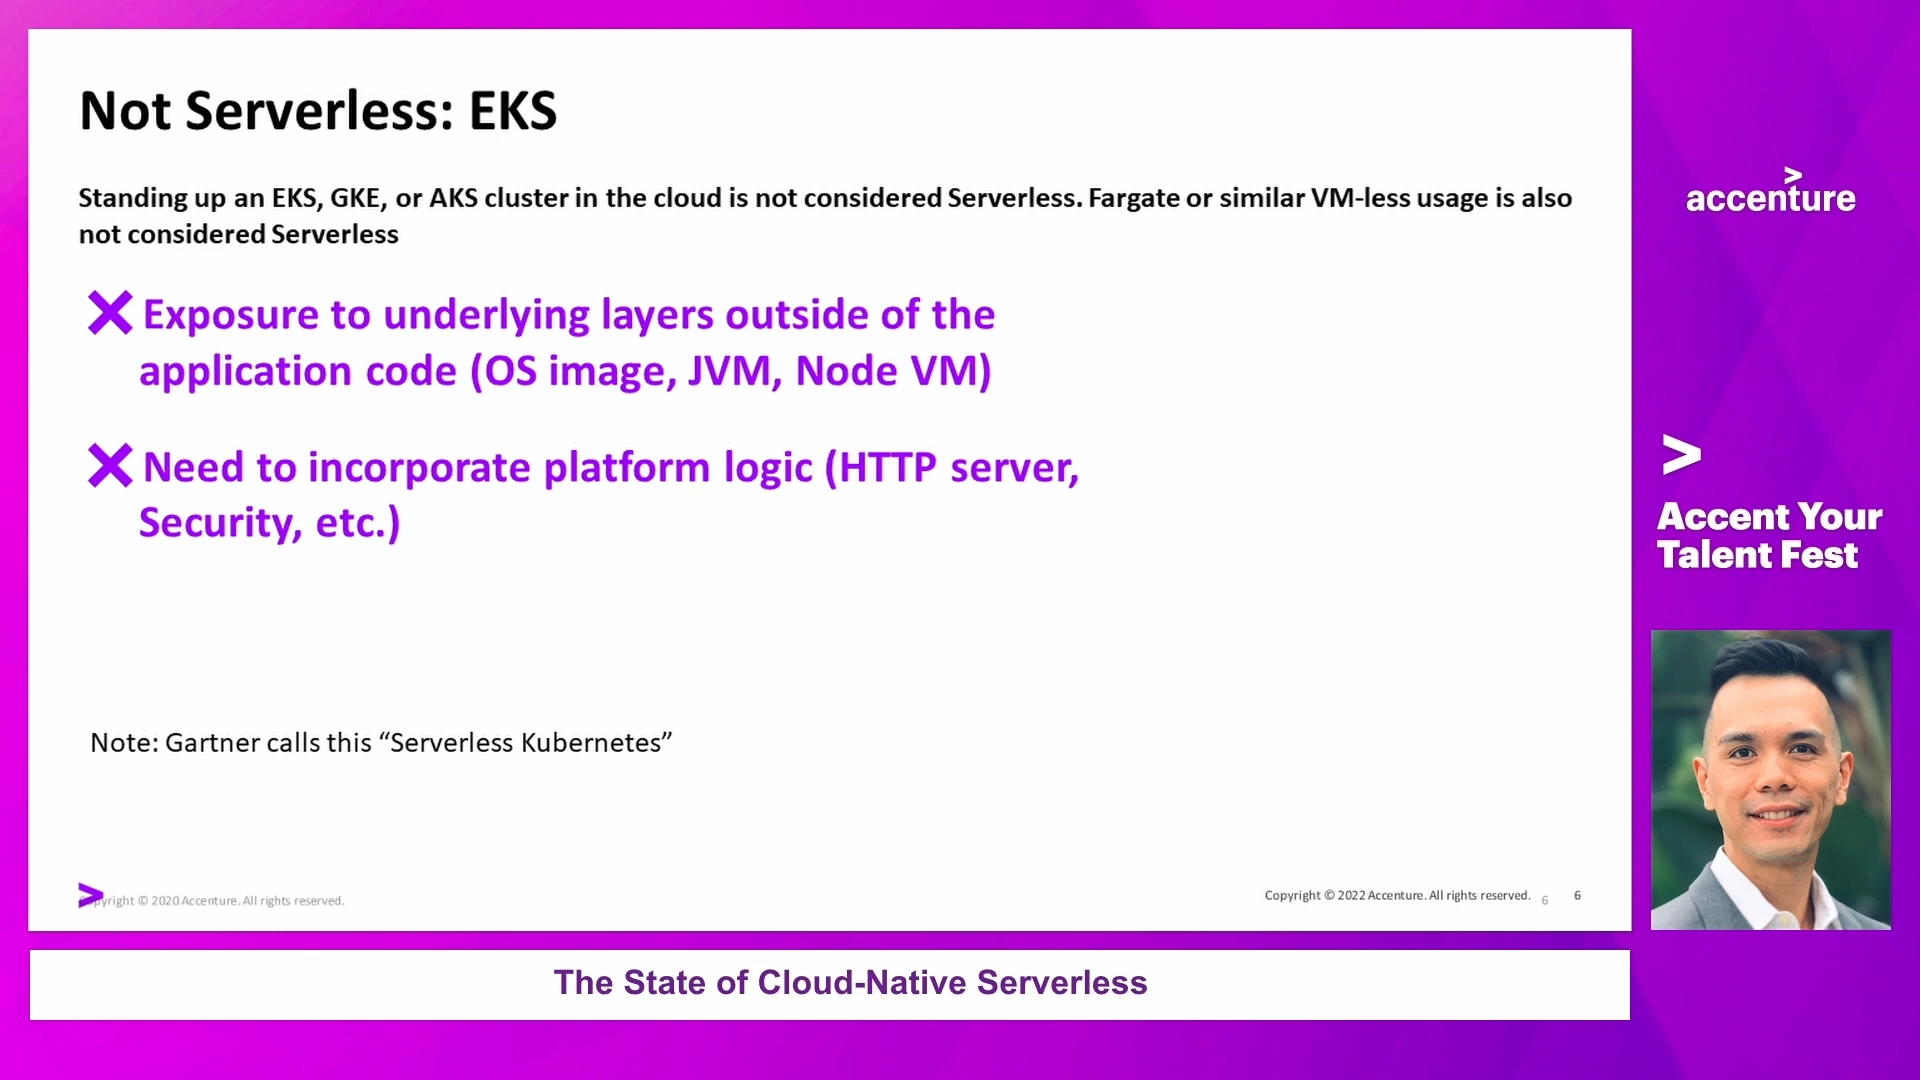 Not Serverless: EKS
Standing up an EKS, GKE, or AKS cluster in the cloud is not considered Serverless. Fargate or similar VM-less usage is also
not considered Serverless
❌ Exposure to underlying layers outside of the
application code (OS image, JVM, Node VM)
❌ Need to incorporate platform logic (HTTP server,
Security, etc.)
Note: Gartner calls this “Serverless Kubernetes”
Copyright © 2020 Accenture. All rights reserved.
Copyright © 2022 Accenture. All rights reserved. 6 6
The State of Cloud-Native Serverless
accenture
>
Accent Your
Talent Fest